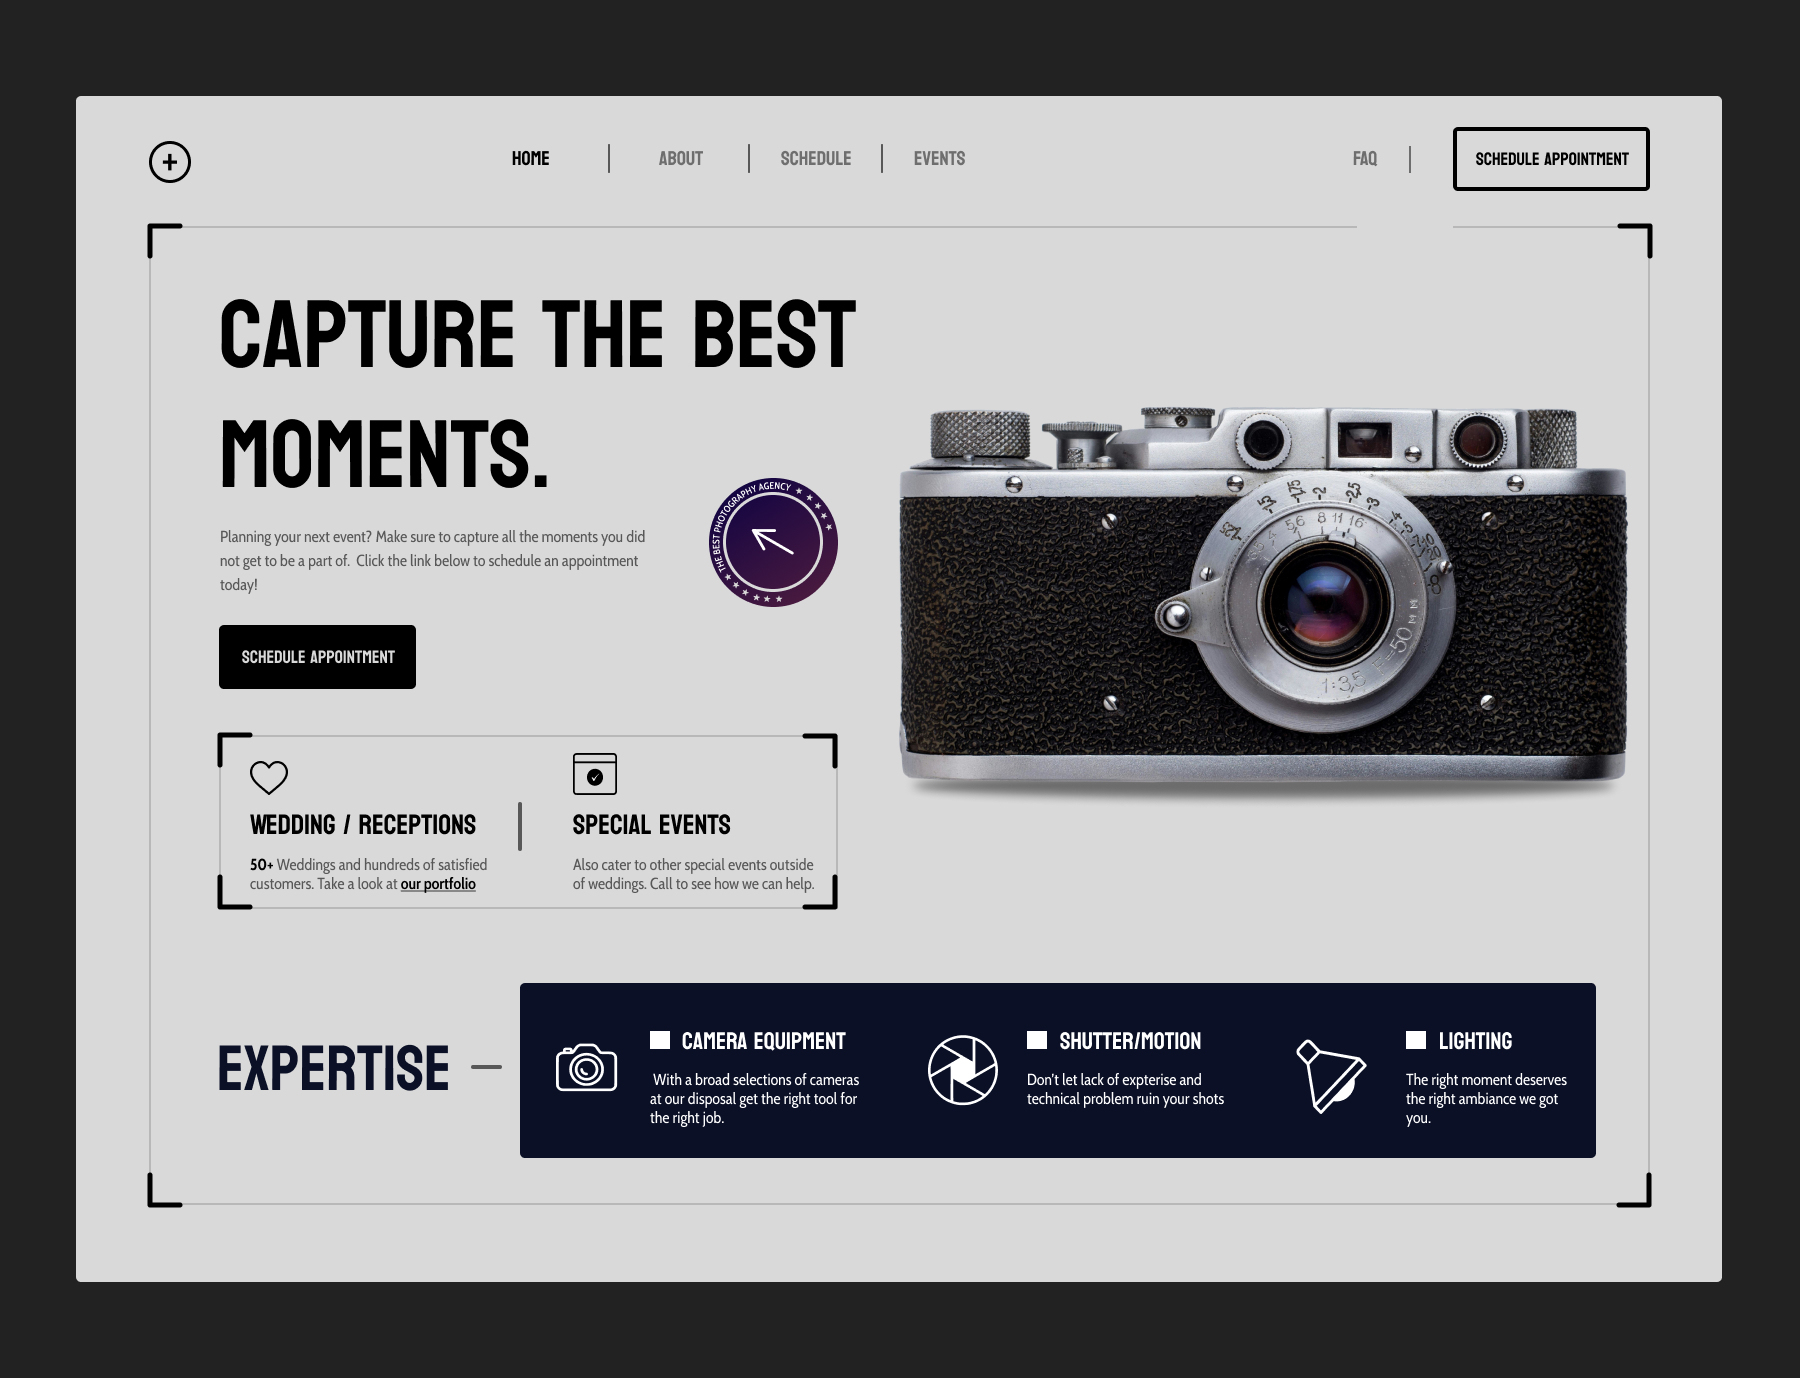 HOME
ABOUT
SCHEDULE
EVENTS
FAQ
SCHEDULE APPOINTMENT
CAPTURE THE BEST
MOMENTS.
Planning your next event? Make sure to capture all the moments you did
not get to be a part of. Click the link below to schedule an appointment
today!
SCHEDULE APPOINTMENT
THE BEST PHOTOGRAPHY AGENCY
1:3,5
50 MM
WEDDING / RECEPTIONS
50+ Weddings and hundreds of satisfied
customers. Take a look at our portfolio
SPECIAL EVENTS
Also cater to other special events outside
of weddings. Call to see how we can help.
EXPERTISE
CAMERA EQUIPMENT
With a broad selections of cameras
at our disposal get the right tool for
the right job.
SHUTTER/MOTION
Don't let lack of expterise and
technical problem ruin your shots
LIGHTING
The right moment deserves
the right ambiance we got
you.